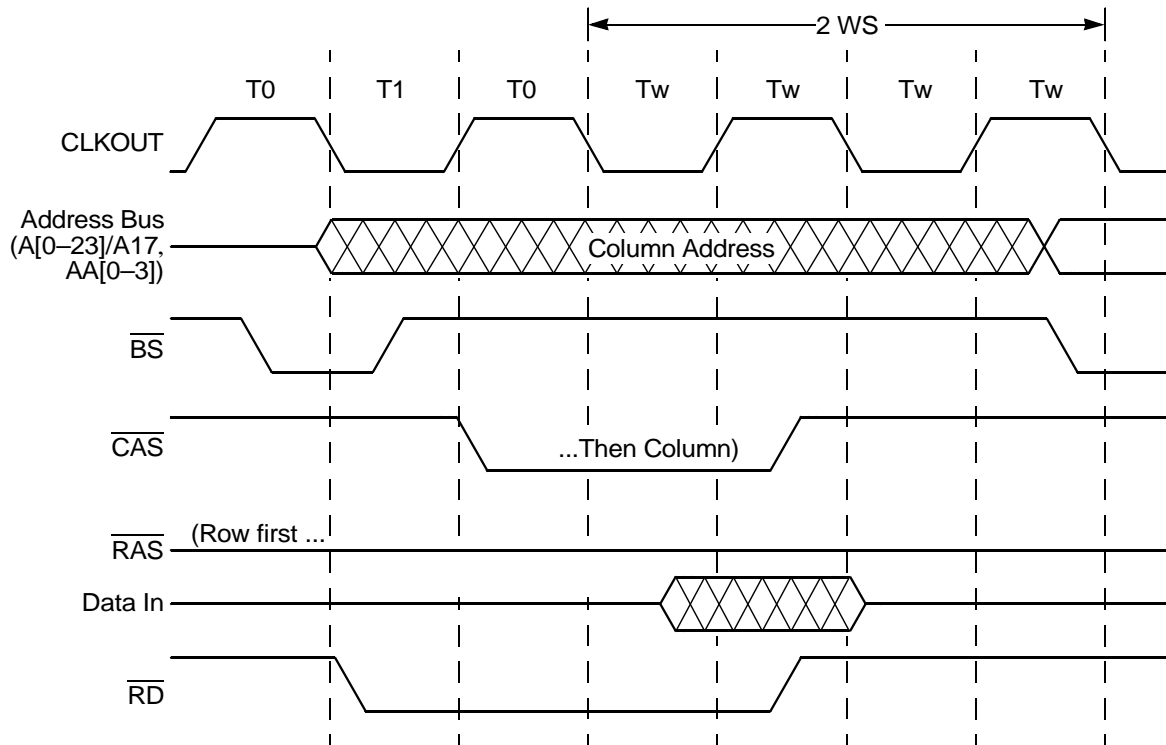 2 WS
T0 T1 T0 Tw Tw Tw Tw
CLKOUT
Address Bus
(A[0–23]/A17,
AA[0–3])
Column Address
BS
CAS
...Then Column)
RAS
(Row first ...
Data In
RD